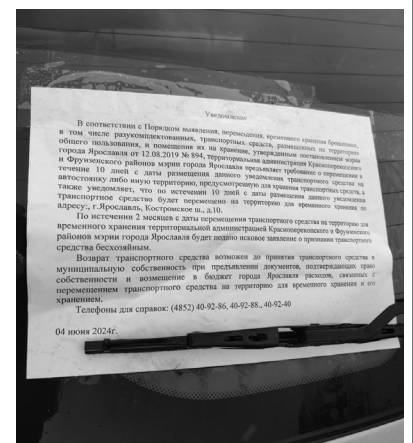 Уведомление
В соответствии с Порядком выявления, перемещения, временного хранения брошенных,
в том числе разукомплектованных, транспортных средств, размещенных на территориях
общего пользования, и помещения их на хранение, утвержденным постановлением мэрии
города Ярославля от 12.08.2019 № 894, территориальная администрация Красноперекопского
и Фрунзенского районов мэрии города Ярославля предъявляет требование о перемещении в
течение 10 дней с даты размещения данного уведомления транспортного средства на
автостоянку либо иную территорию, предусмотренную для хранения транспортных средств, а
также уведомляет, что по истечении 10 дней с даты размещения данного уведомления
транспортное средство будет перемещено на территорию для временного хранения по
адресу:, г.Ярославль, Костромское ш., д.10.
По истечении 2 месяцев с даты перемещения транспортного средства на территорию для
временного хранения территориальной администрацией Красноперекопского и Фрунзенского
районов мэрии города Ярославля будет подано исковое заявление о признании транспортного
средства бесхозяйным.
Возврат транспортного средства возможен до принятия транспортного средства в
муниципальную собственность при предъявлении документов, подтверждающих право
собственности и возмещение в бюджет города Ярославля расходов, связанных с
перемещением транспортного средства на территорию для временного хранения и его
хранением.
Телефоны для справок: (4852) 40-92-86, 40-92-88., 40-92-40
04 июня 2024г.